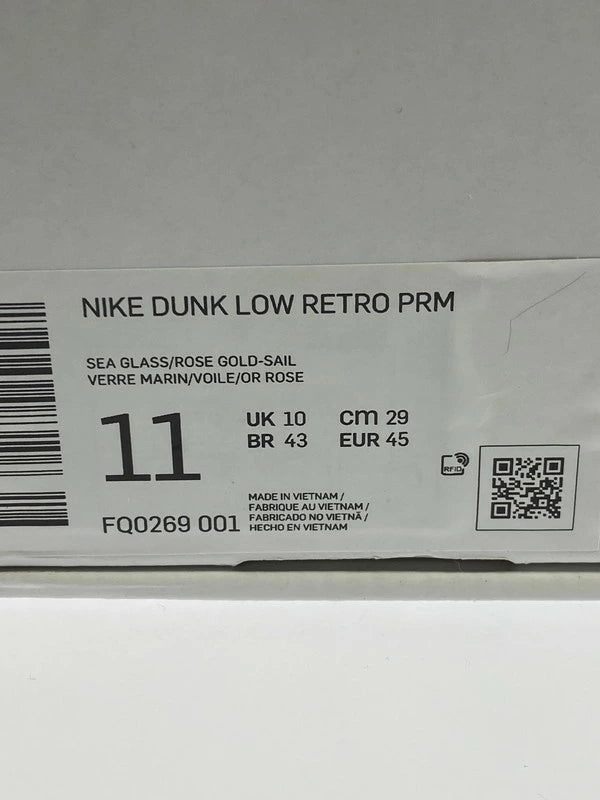 NIKE DUNK LOW RETRO PRM
SEA GLASS/ROSE GOLD-SAIL
VERRE MARIN/VOILE/OR ROSE
11
UK 10 cm 29
BR 43 EUR 45
RFID
FQ0269 001
MADE IN VIETNAM /
FABRIQUE AU VIETNAM /
FABRICADO NO VIETNÃ /
HECHO EN VIETNAM